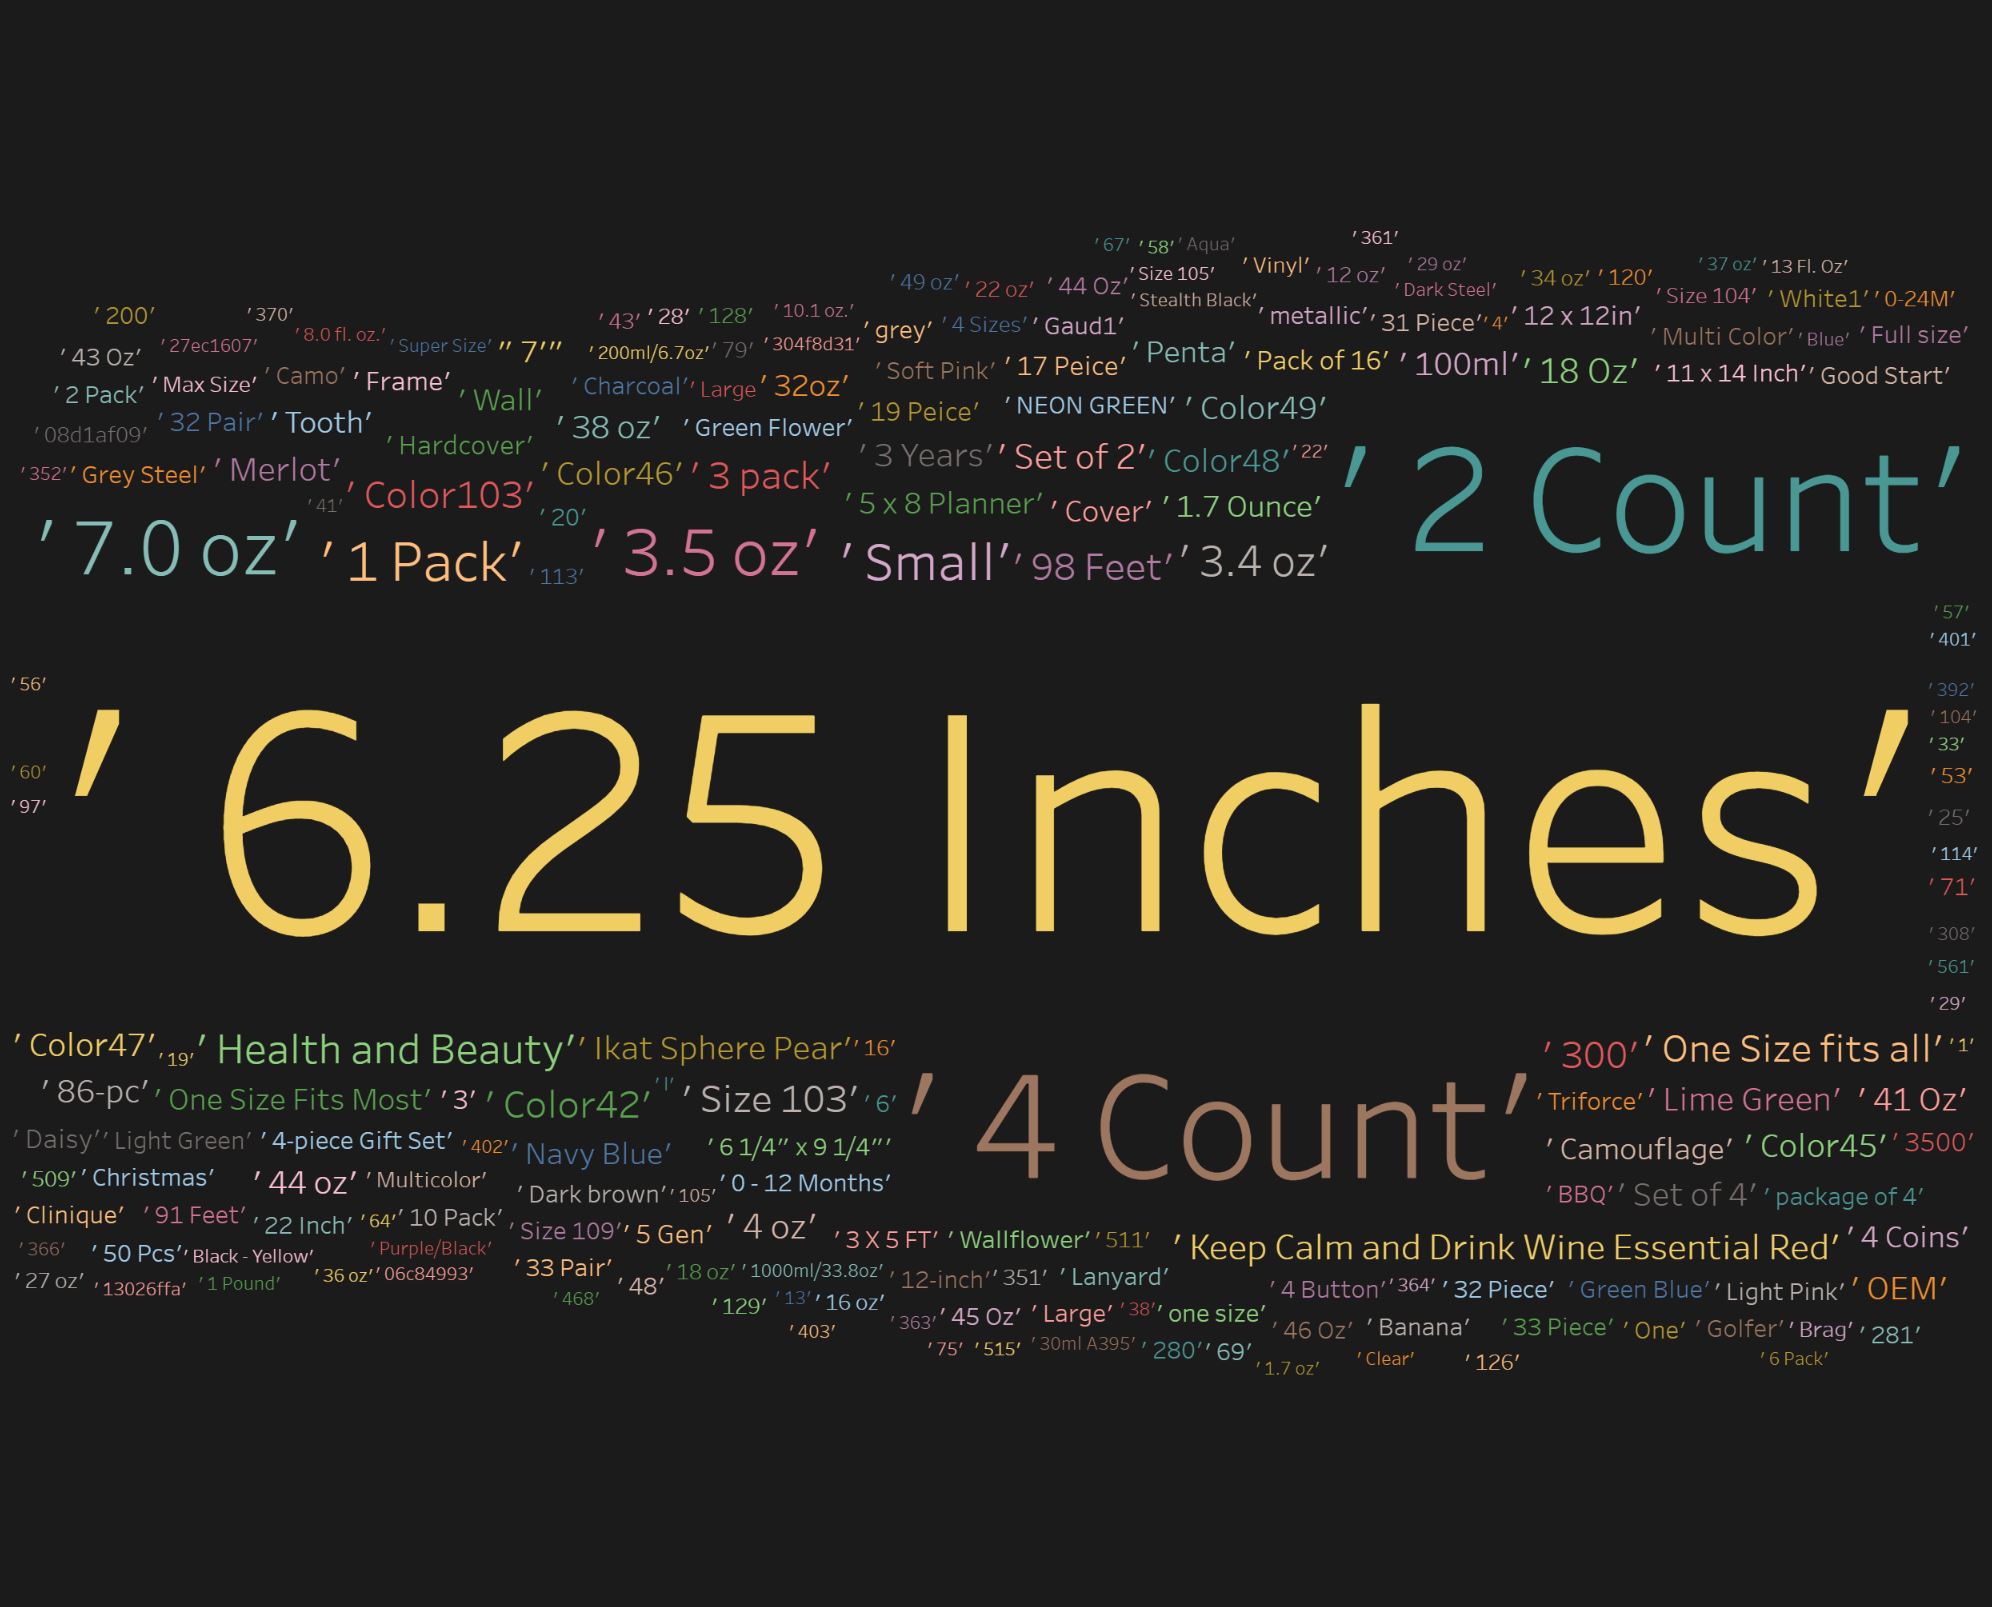 ' 67' ' 58' ' Aqua' ' 361'
' 49 oz' ' 22 oz' ' 44 Oz' ' Size 105' ' Vinyl' ' 12 oz' ' 29 oz' ' 34 oz' ' 120' ' 37 oz' ' 13 Fl. Oz'
' Stealth Black' ' Dark Steel' ' Size 104' ' White1' ' 0-24M'
' 200' ' 370' ' 43' ' 28' ' 128' ' 10.1 oz.' ' grey' ' 4 Sizes' ' Gaud1' ' metallic' ' 31 Piece' ' 4' ' 12 x 12in' ' Multi Color' ' Blue' ' Full size'
' 43 Oz' ' 27ec1607' ' 8.0 fl. oz.' ' Super Size' " 7'" ' 200ml/6.7oz' ' 79' ' 304f8d31' ' Soft Pink' ' 17 Peice' ' Penta' ' Pack of 16' ' 100ml' ' 18 Oz' ' 11 x 14 Inch' ' Good Start'
' 2 Pack' ' Max Size' ' Camo' ' Frame' ' Wall' ' Charcoal' ' Large' ' 32oz' ' 19 Peice' ' NEON GREEN' ' Color49'
' 08d1af09' ' 32 Pair' ' Tooth' ' Hardcover' ' 38 oz' ' Green Flower'
' 352' ' Grey Steel' ' Merlot' ' 41' ' Color103' ' Color46' ' 3 pack' ' 3 Years' ' Set of 2' ' Color48' ' 22' ' 2 Count'
' 20' ' 5 x 8 Planner' ' Cover' ' 1.7 Ounce'
' 7.0 oz' ' 1 Pack' ' 113' ' 3.5 oz' ' Small' ' 98 Feet' ' 3.4 oz'
' 57'
' 401'
' 56' ' 392'
' 104'
' 33'
' 60' ' 53'
' 97' ' 25'
' 6.25 Inches'
' 114'
' 71'
' 308'
' 561'
' 29'
' Color47' ' 19' ' Health and Beauty' ' Ikat Sphere Pear' ' 16' ' 300' ' One Size fits all' ' 1'
' 86-pc' ' One Size Fits Most' ' 3' ' Color42' ' l' ' Size 103' ' 6' ' 4 Count' ' Triforce' ' Lime Green' ' 41 Oz'
' Daisy' ' Light Green' ' 4-piece Gift Set' ' 402' ' Navy Blue' ' 6 1/4" x 9 1/4"' ' Camouflage' ' Color45' ' 3500'
' 509' ' Christmas' ' 44 oz' ' Multicolor' ' Dark brown' ' 105' ' 0 - 12 Months' ' BBQ' ' Set of 4' ' package of 4'
' Clinique' ' 91 Feet' ' 22 Inch' ' 64' ' 10 Pack' ' Size 109' ' 5 Gen' ' 4 oz' ' 3 X 5 FT' ' Wallflower' ' 511' ' Keep Calm and Drink Wine Essential Red' ' 4 Coins'
' 366' ' 50 Pcs' ' Black - Yellow' ' Purple/Black'
' 27 oz' ' 13026ffa' ' 1 Pound' ' 36 oz' ' 06c84993' ' 33 Pair' ' 48' ' 18 oz' ' 1000ml/33.8oz' ' 12-inch' ' 351' ' Lanyard' ' 4 Button' ' 364' ' 32 Piece' ' Green Blue' ' Light Pink' ' OEM'
' 468' ' 129' ' 13' ' 16 oz' ' 363' ' 45 Oz' ' Large' ' 38' ' one size'
' 403' ' 46 Oz' ' Banana' ' 33 Piece' ' One' ' Golfer' ' Brag' ' 281'
' 75' ' 515' ' 30ml A395' ' 280' ' 69' ' 1.7 oz' ' Clear' ' 126' ' 6 Pack'